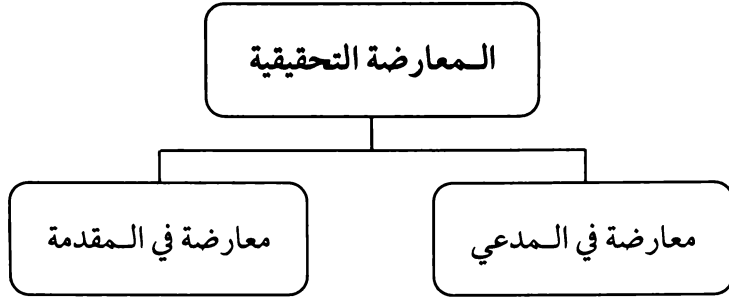 الـمعارضة التحقيقية
معارضة في الـمدعي
معارضة في الـمقدمة